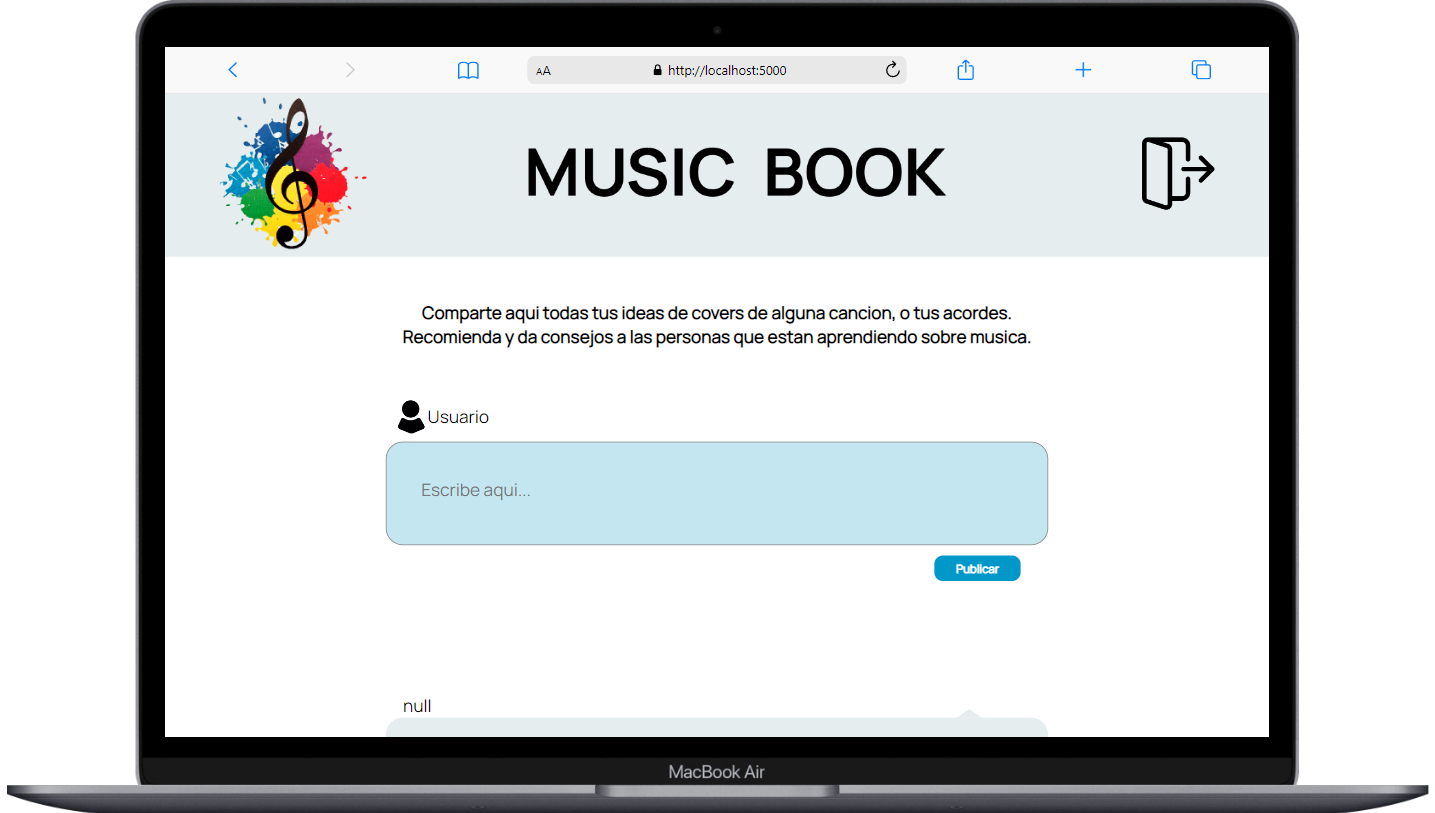 AA
http://localhost:5000
MUSIC BOOK
Comparte aqui todas tus ideas de covers de alguna cancion, o tus acordes.
Recomienda y da consejos a las personas que estan aprendiendo sobre musica.
Usuario
Escribe aqui...
Publicar
null
MacBook Air